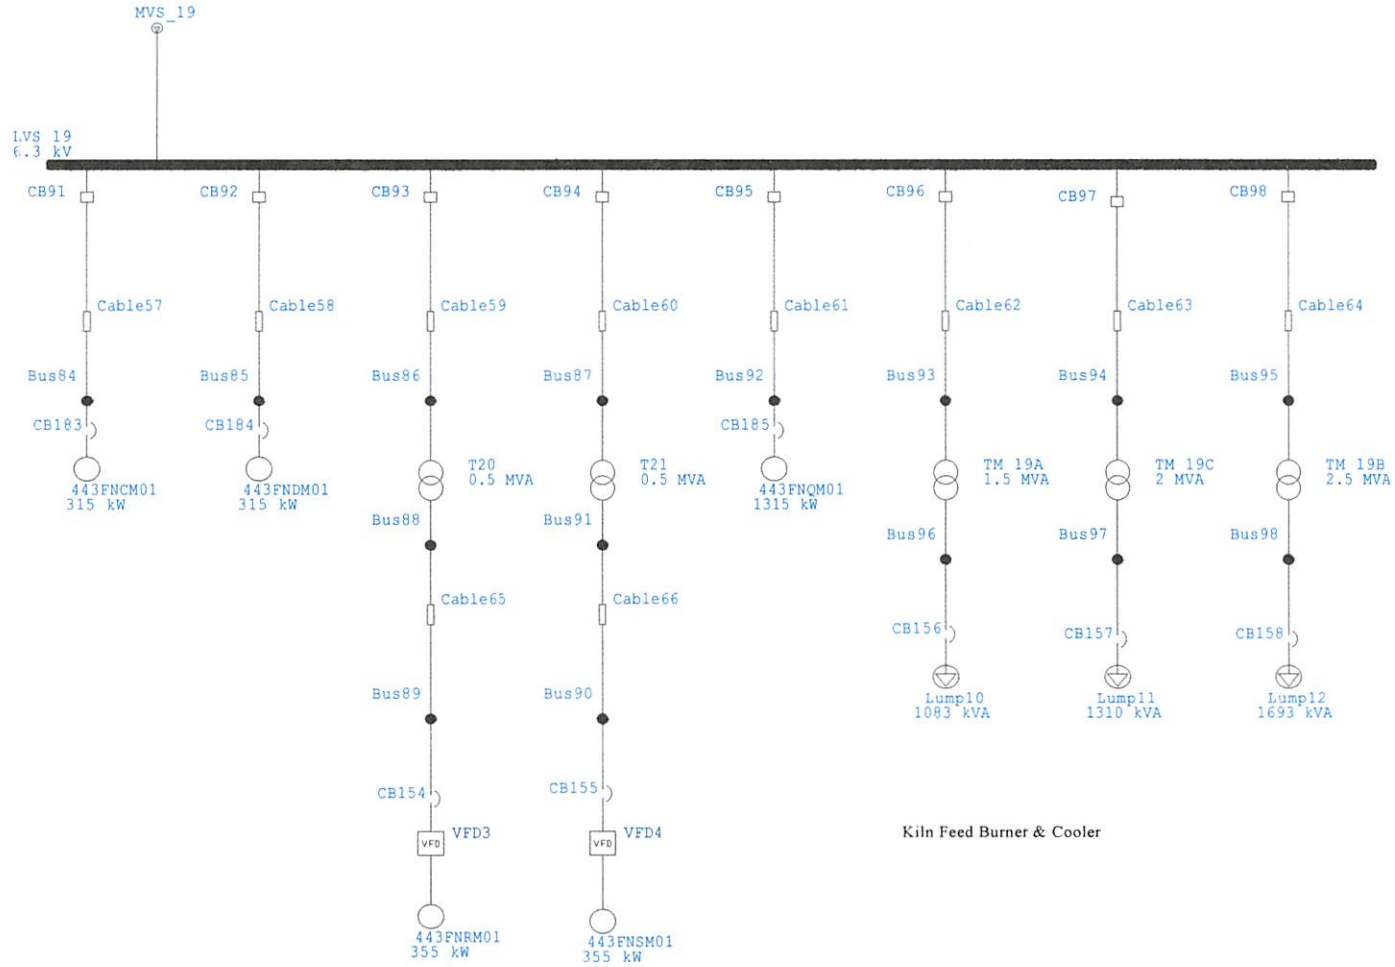 MVS_19
LVS 19
6.3 kV
CB91
CB92
CB93
CB94
CB95
CB96
CB97
CB98
Cable57
Cable58
Cable59
Cable60
Cable61
Cable62
Cable63
Cable64
Bus84
Bus85
Bus86
Bus87
Bus92
Bus93
Bus94
Bus95
CB183
CB184
CB185
443FNCM01
315 kW
443FNDM01
315 kW
T20
0.5 MVA
T21
0.5 MVA
443FNQM01
1315 kW
TM 19A
1.5 MVA
TM 19C
2 MVA
TM 19B
2.5 MVA
Bus88
Bus91
Bus96
Bus97
Bus98
Cable65
Cable66
CB156
CB157
CB158
Lump10
1083 kVA
Lump11
1310 kVA
Lump12
1693 kVA
Bus89
Bus90
CB154
CB155
VFD3
VFD
VFD4
VFD
Kiln Feed Burner & Cooler
443FNRM01
355 kW
443FNSM01
355 kW